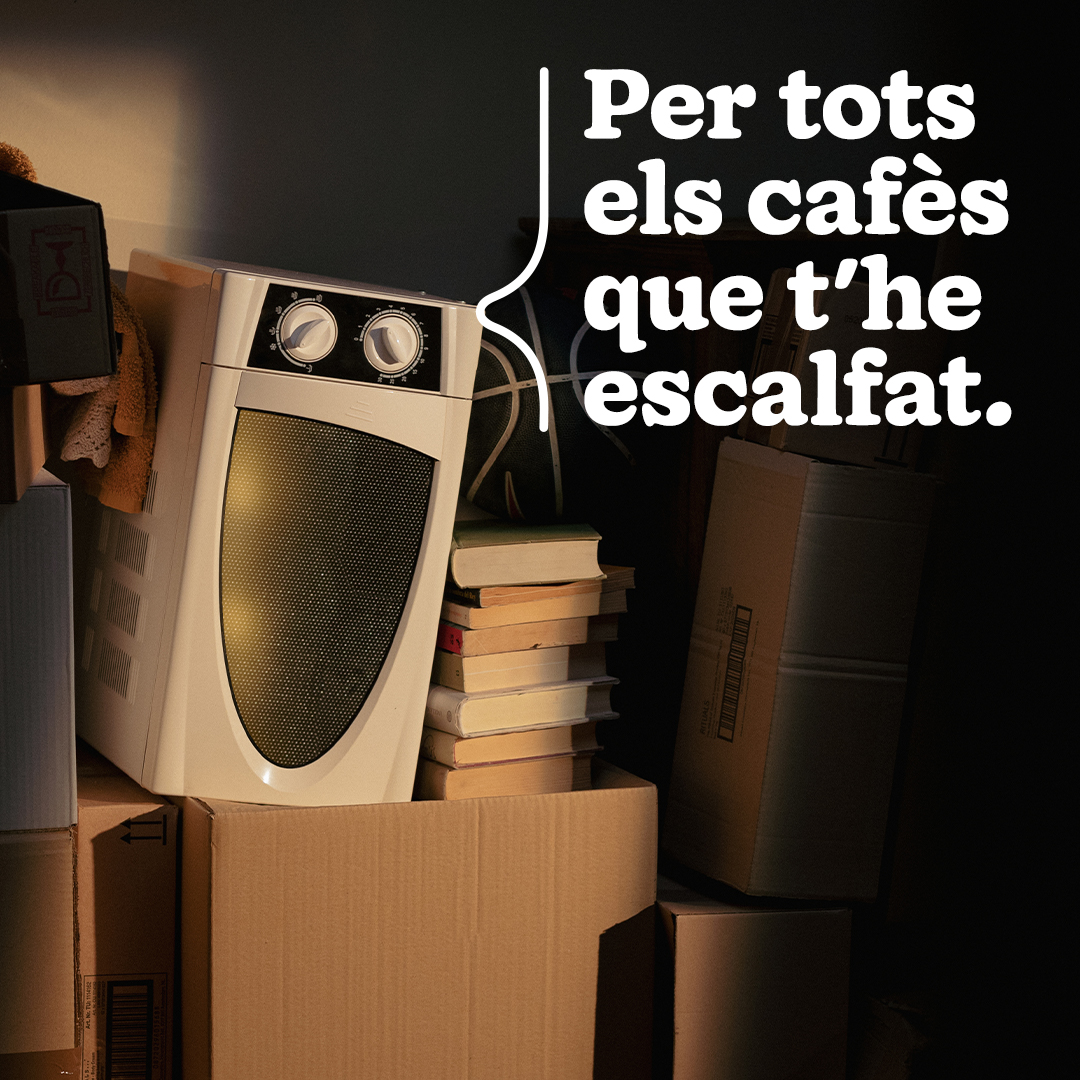 Per tots
els cafès
que t'he
escalfat.